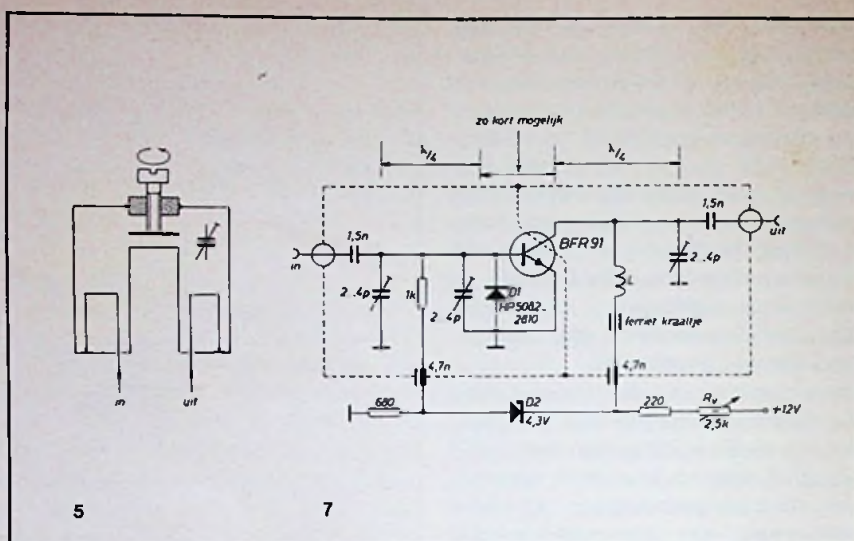 zo kort mogelijk
λ/4
λ/4
in
1,5n
2..4p
1k
2..4p
D1
HP5082-
2810
BFR91
1,5n
uit
2..4p
L
ferriet kraaltje
4,7n
4,7n
680
D2
4,3V
220
Rv
2,5k
+12V
in
uit
5
7